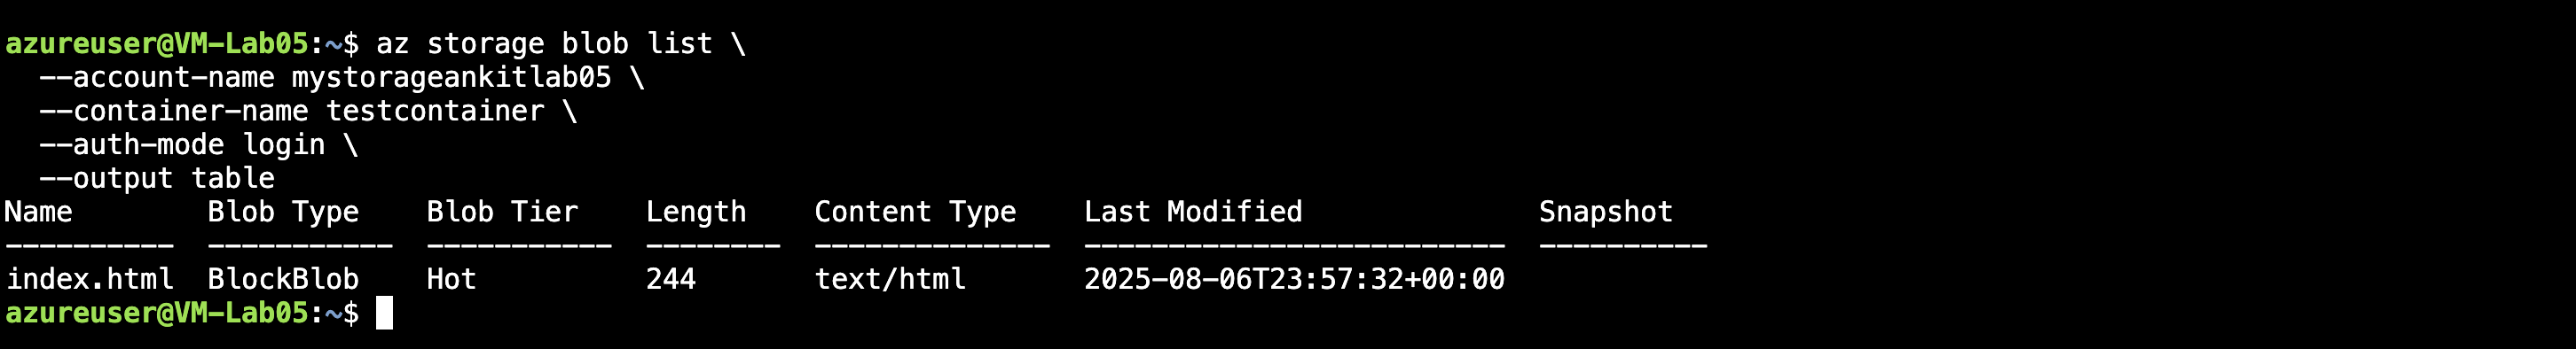 azureuser@VM-Lab05:~$ az storage blob list \
  --account-name mystorageankitlab05 \
  --container-name testcontainer \
  --auth-mode login \
  --output table
Name        Blob Type    Blob Tier    Length    Content Type    Last Modified              Snapshot
----------  -----------  -----------  --------  --------------  -------------------------  ----------
index.html  BlockBlob    Hot          244       text/html       2025-08-06T23:57:32+00:00
azureuser@VM-Lab05:~$